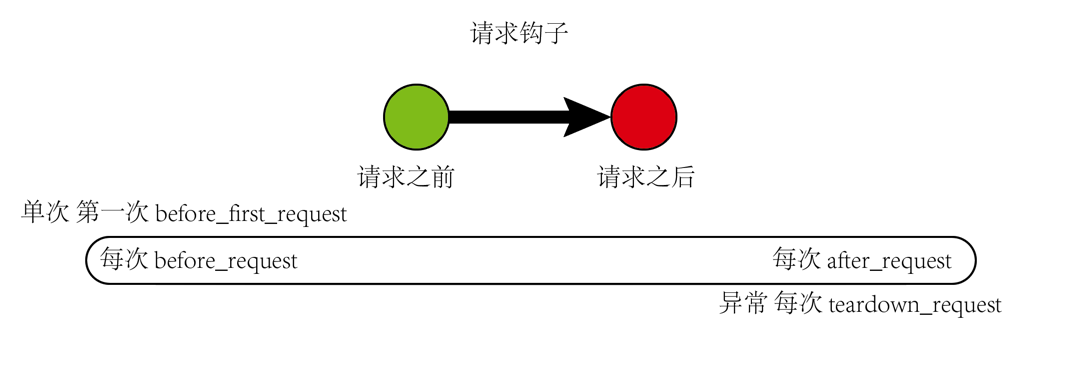 请求钩子
请求之前
请求之后
单次 第一次 before_first_request
每次 before_request
每次 after_request
异常 每次 teardown_request